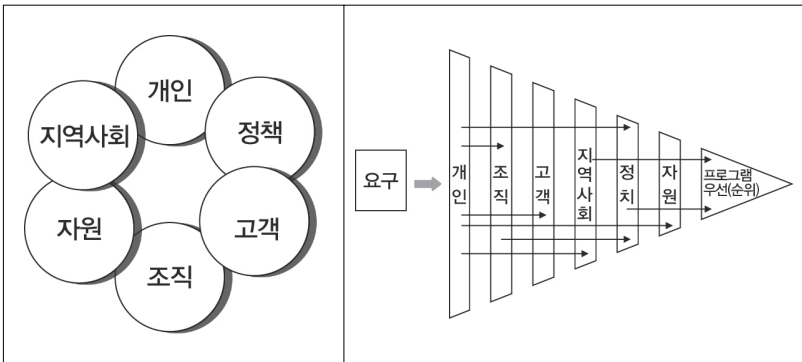 개인
지역사회
정책
자원
고객
조직
요구
개인
조직
고객
지역사회
정치
자원
프로그램
우선(순위)